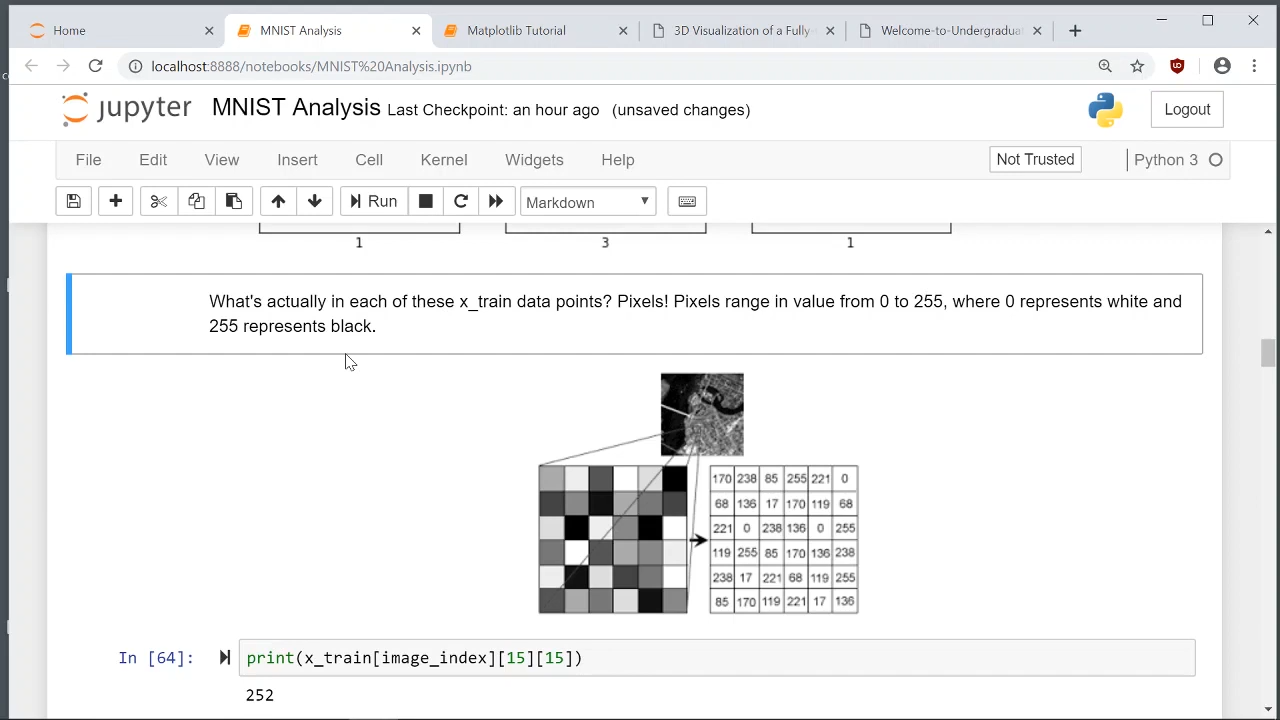 Home
MNIST Analysis
Matplotlib Tutorial
3D Visualization of a Fully-
Welcome-to- Undergradua
localhost:8888/notebooks/MNIST%20Analysis.ipynb
jupyter MNIST Analysis Last Checkpoint: an hour ago (unsaved changes)
Logout
File Edit View Insert Cell Kernel Widgets Help
Not Trusted
Python 3
Run
Markdown
1 3 1
What's actually in each of these x_train data points? Pixels! Pixels range in value from 0 to 255, where 0 represents white and
255 represents black.
170 238 85 255 221 0
68 136 17 170 119 68
221 0 238 136 0 255
119 255 85 170 136 238
238 17 221 68 119 255
85 170 119 221 17 136
In [64]: print(x_train[image_index][15][15])
252